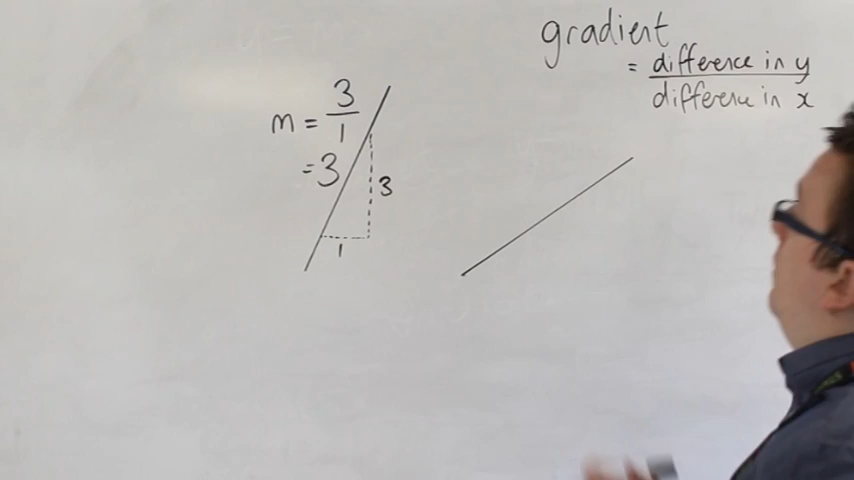 gradient
= difference in y
difference in x
m = 3
1
= 3
3
1